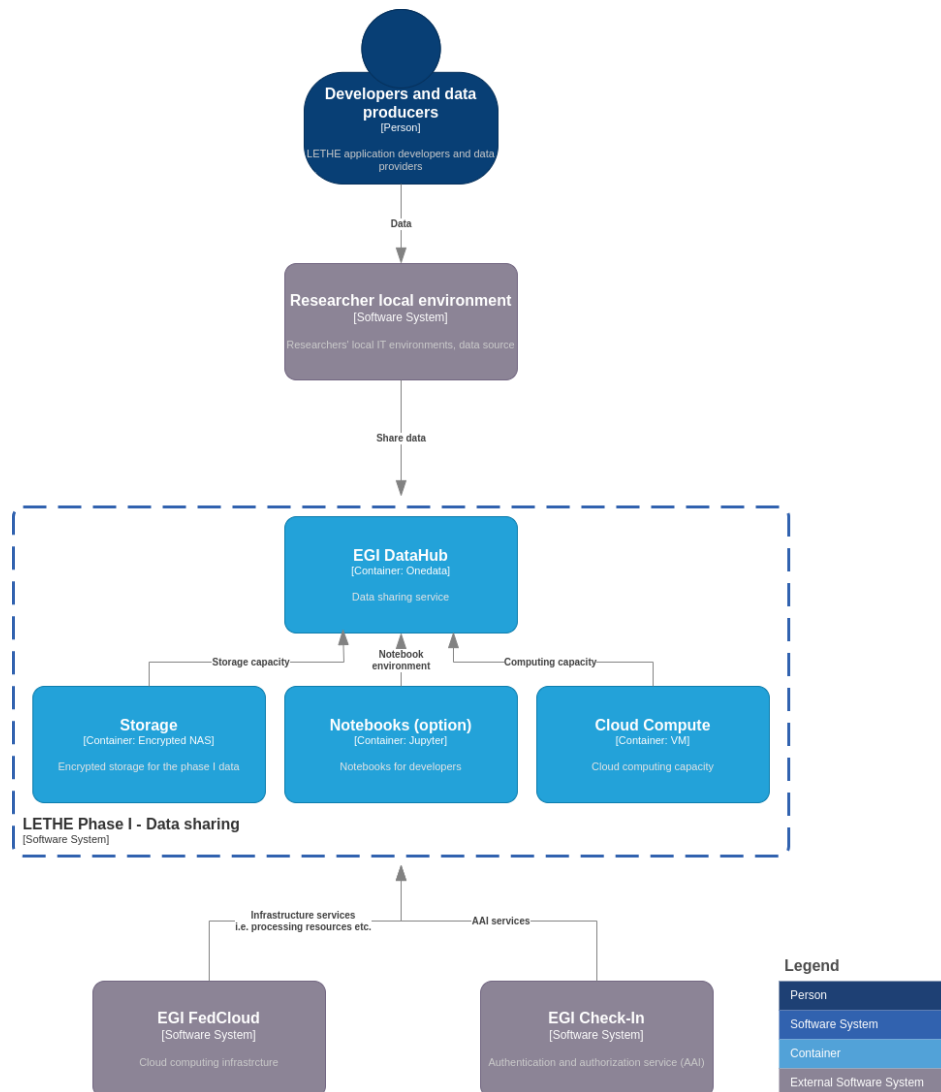 Developers and data
producers
[Person]
LETHE application developers and data
providers
Data
Researcher local environment
[Software System]
Researchers' local IT environments, data source
Share data
EGI DataHub
[Container: Onedata]
Data sharing service
Storage capacity
Notebook
environment
Computing capacity
Storage
[Container: Encrypted NAS]
Encrypted storage for the phase I data
Notebooks (option)
[Container: Jupyter]
Notebooks for developers
Cloud Compute
[Container: VM]
Cloud computing capacity
LETHE Phase I - Data sharing
[Software System]
Infrastructure services
i.e. processing resources etc.
AAI services
EGI FedCloud
[Software System]
Cloud computing infrastrcture
EGI Check-In
[Software System]
Authentication and authorization service (AAI)
Legend
Person
Software System
Container
External Software System